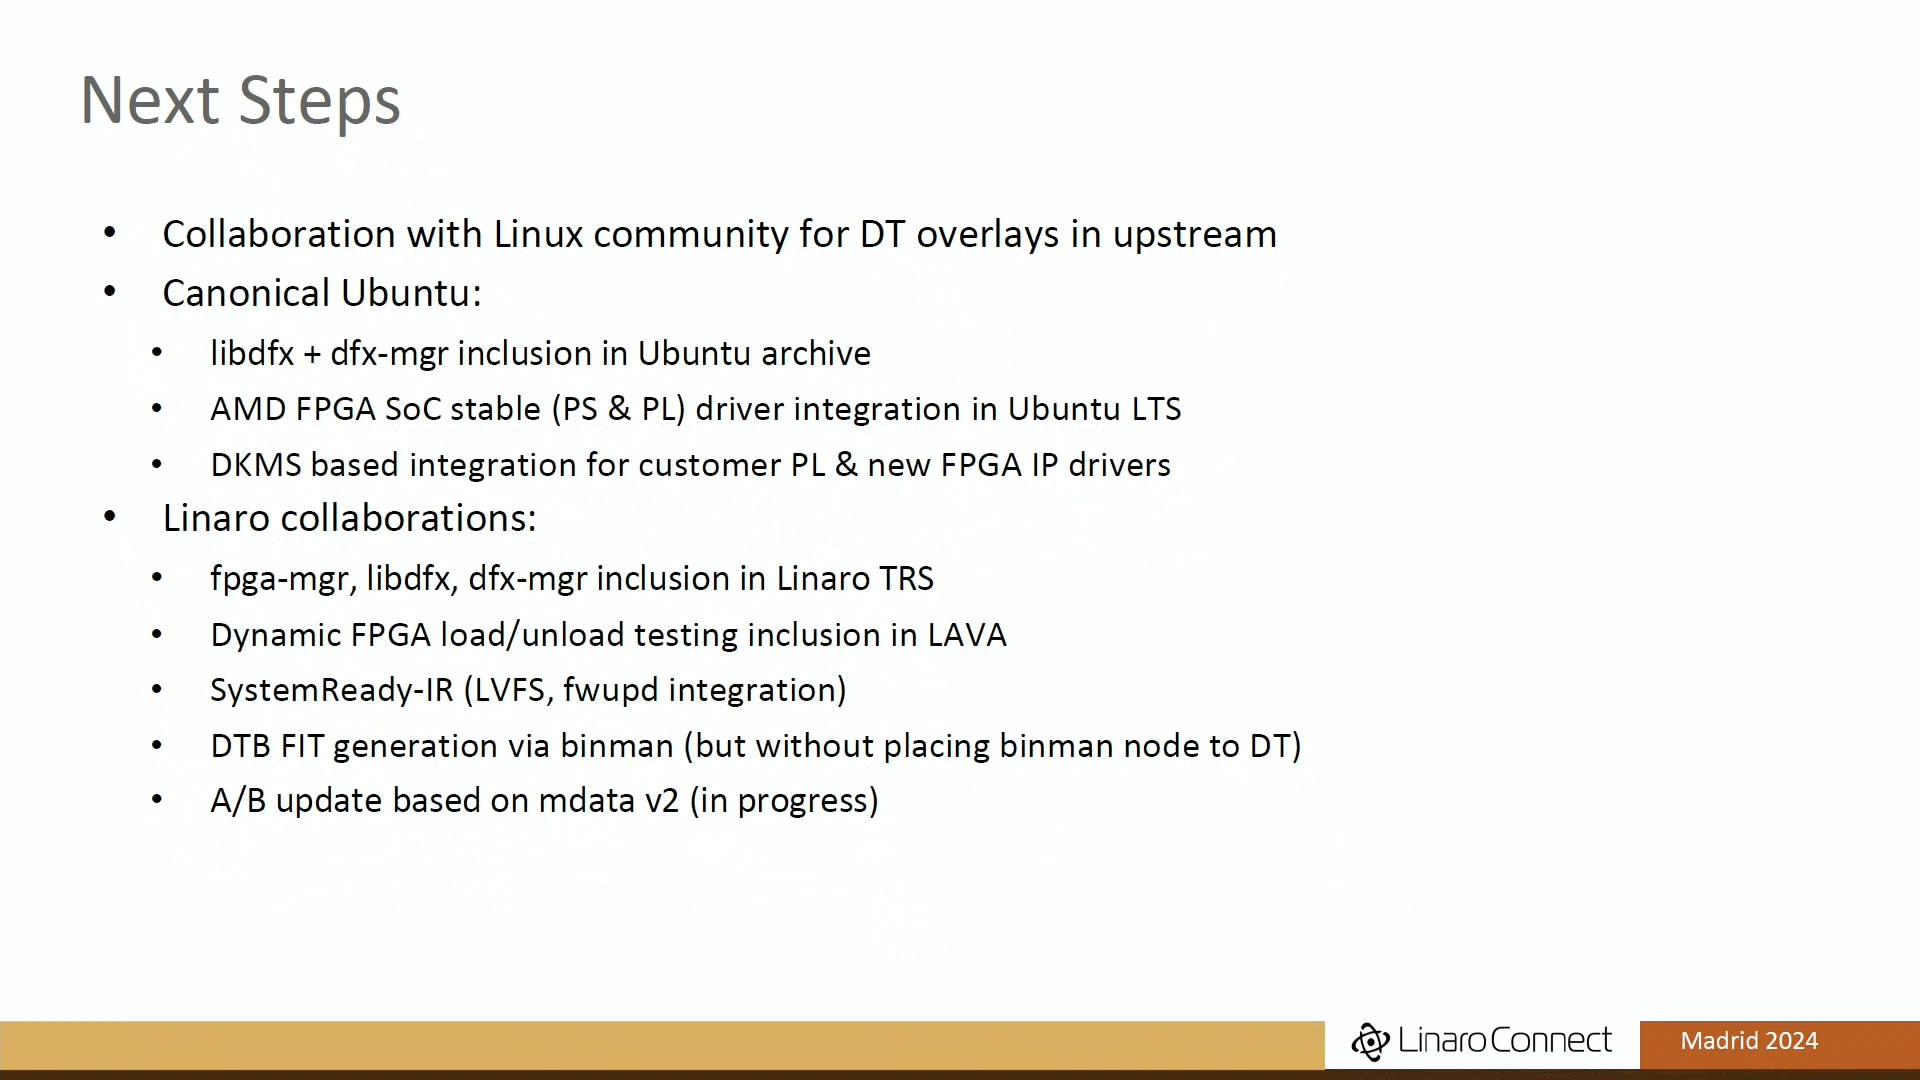 Next Steps
• Collaboration with Linux community for DT overlays in upstream
• Canonical Ubuntu:
• libdfx + dfx-mgr inclusion in Ubuntu archive
• AMD FPGA SoC stable (PS & PL) driver integration in Ubuntu LTS
• DKMS based integration for customer PL & new FPGA IP drivers
• Linaro collaborations:
• fpga-mgr, libdfx, dfx-mgr inclusion in Linaro TRS
• Dynamic FPGA load/unload testing inclusion in LAVA
• SystemReady-IR (LVFS, fwupd integration)
• DTB FIT generation via binman (but without placing binman node to DT)
• A/B update based on mdata v2 (in progress)
Linaro Connect
Madrid 2024